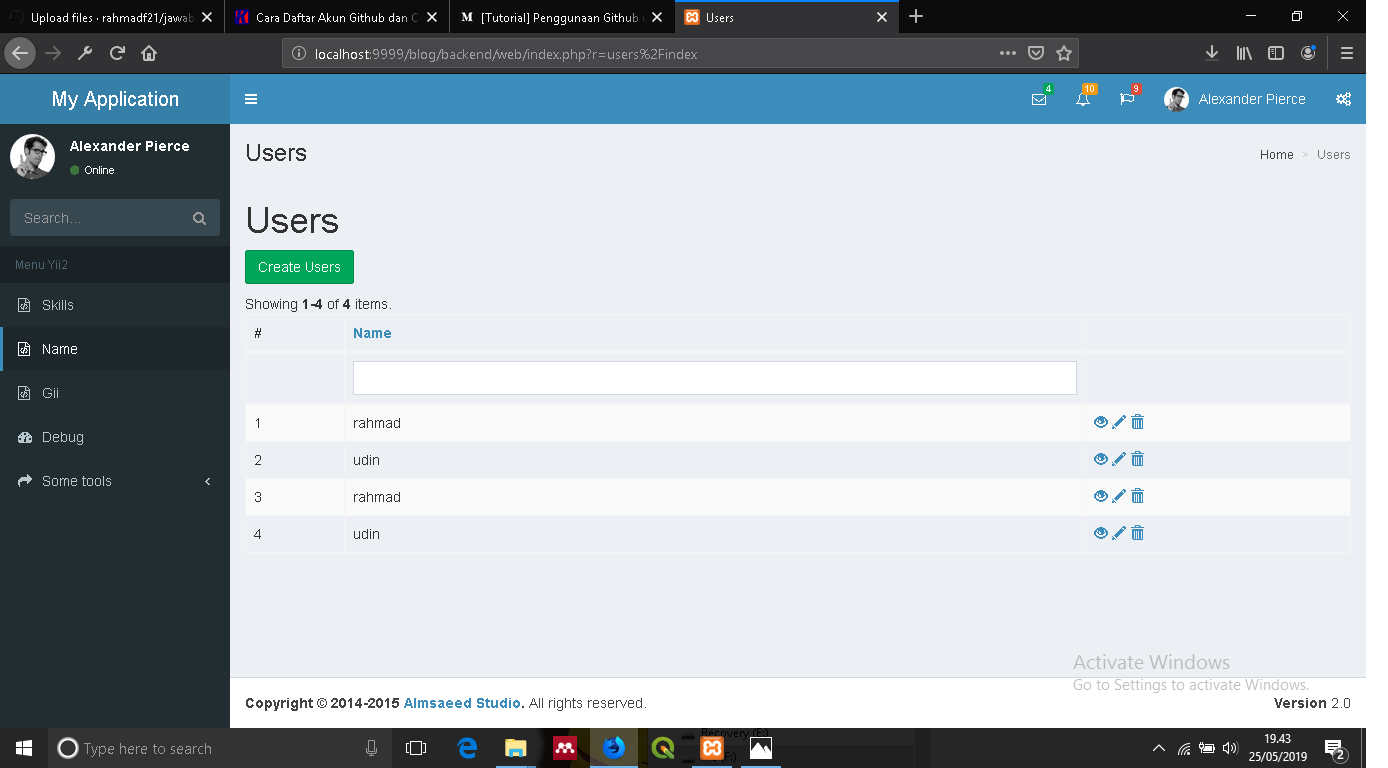 Upload files · rahmadf21/jawab
Cara Daftar Akun Github dan C
[Tutorial] Penggunaan Github
Users
localhost:9999/blog/backend/web/index.php?r=users%2Findex
My Application
4
10
9
Alexander Pierce
Alexander Pierce
Online
Users
Home > Users
Search...
Users
Menu Yii2
Create Users
Skills
Showing 1-4 of 4 items.
Name
# Name
Gii
1 rahmad
Debug
2 udin
Some tools
3 rahmad
4 udin
Activate Windows
Go to Settings to activate Windows.
Copyright © 2014-2015 Almsaeed Studio. All rights reserved.
Version 2.0
Type here to search
Recovery (E:)
19.43
25/05/2019
2